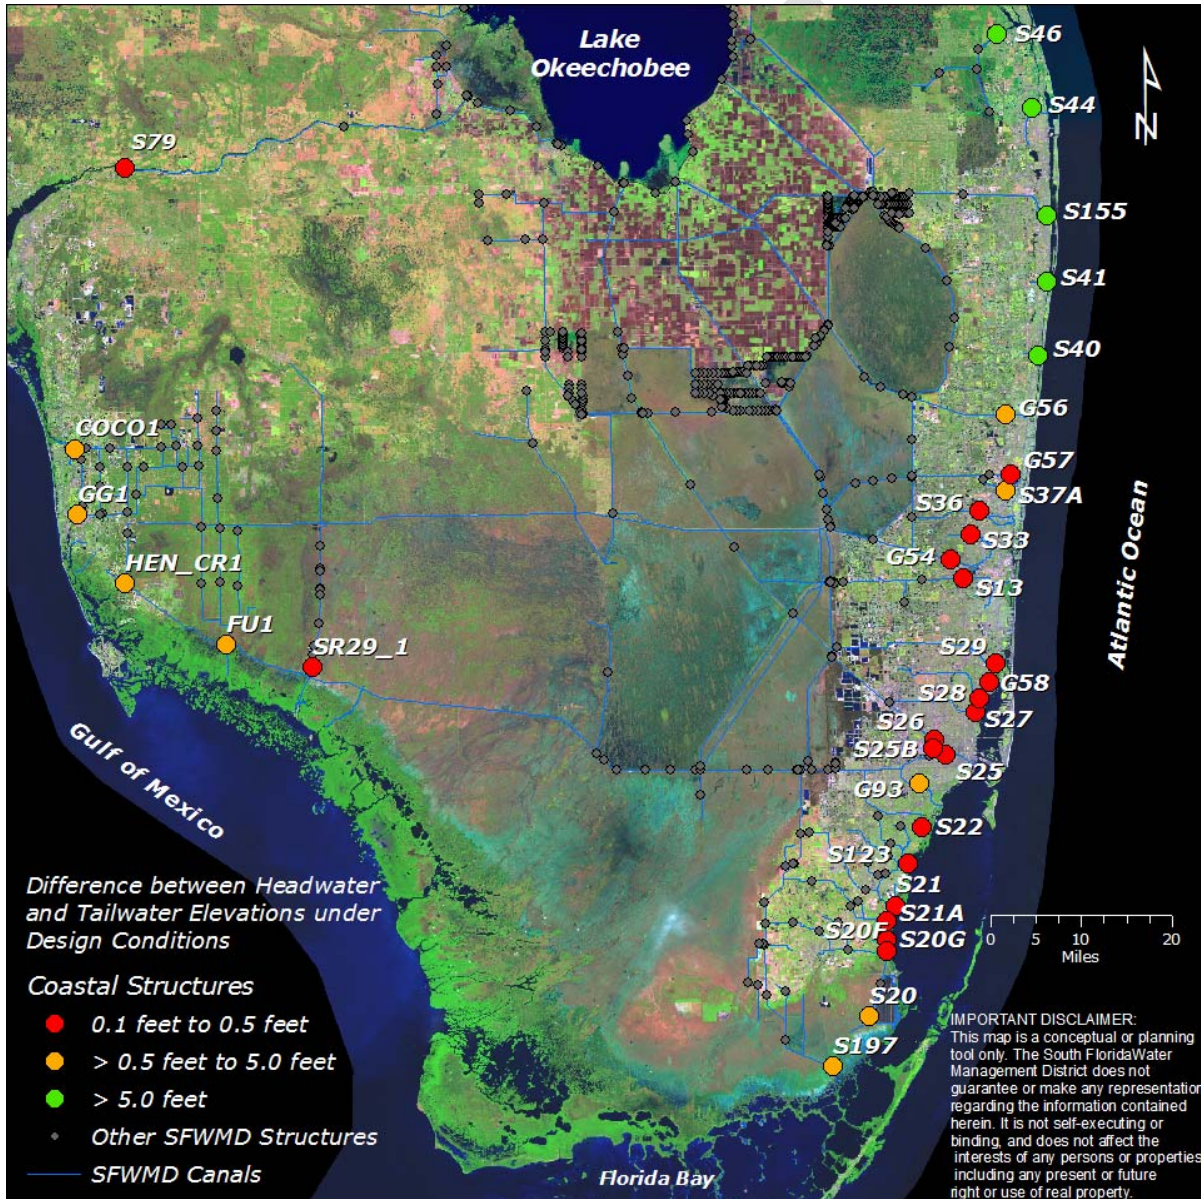 Lake
Okeechobee
S46
N
S44
S79
S155
S41
S40
G56
COCO1
G57
S37A
GG1
S36
S33
G54
HEN_CR1
S13
Atlantic Ocean
FU1
SR29_1
S29
G58
S28
S27
S26
S25B
S25
G93
Gulf of Mexico
S22
S123
S21
S21A
S20F
S20G
S20
S197
0 5 10 20
Miles
Difference between Headwater
and Tailwater Elevations under
Design Conditions
Coastal Structures
0.1 feet to 0.5 feet
> 0.5 feet to 5.0 feet
> 5.0 feet
Other SFWMD Structures
SFWMD Canals
Florida Bay
IMPORTANT DISCLAIMER:
This map is a conceptual or planning
tool only. The South FloridaWater
Management District does not
guarantee or make any representation
regarding the information contained
herein. It is not self-executing or
binding, and does not affect the
interests of any persons or properties,
including any present or future
right or use of real property.